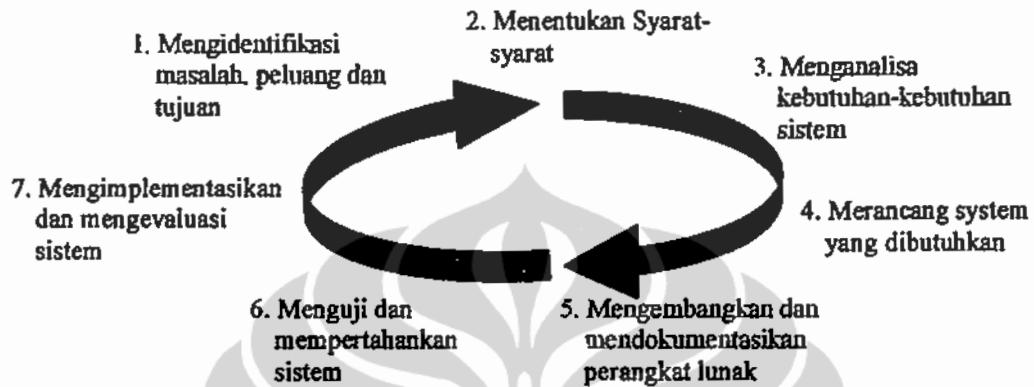 1. Mengidentifikasi
masalah, peluang dan
tujuan
2. Menentukan Syarat-
syarat
3. Menganalisa
kebutuhan-kebutuhan
sistem
4. Merancang system
yang dibutuhkan
5. Mengembangkan dan
mendokumentasikan
perangkat lunak
6. Menguji dan
mempertahankan
sistem
7. Mengimplementasikan
dan mengevaluasi
sistem